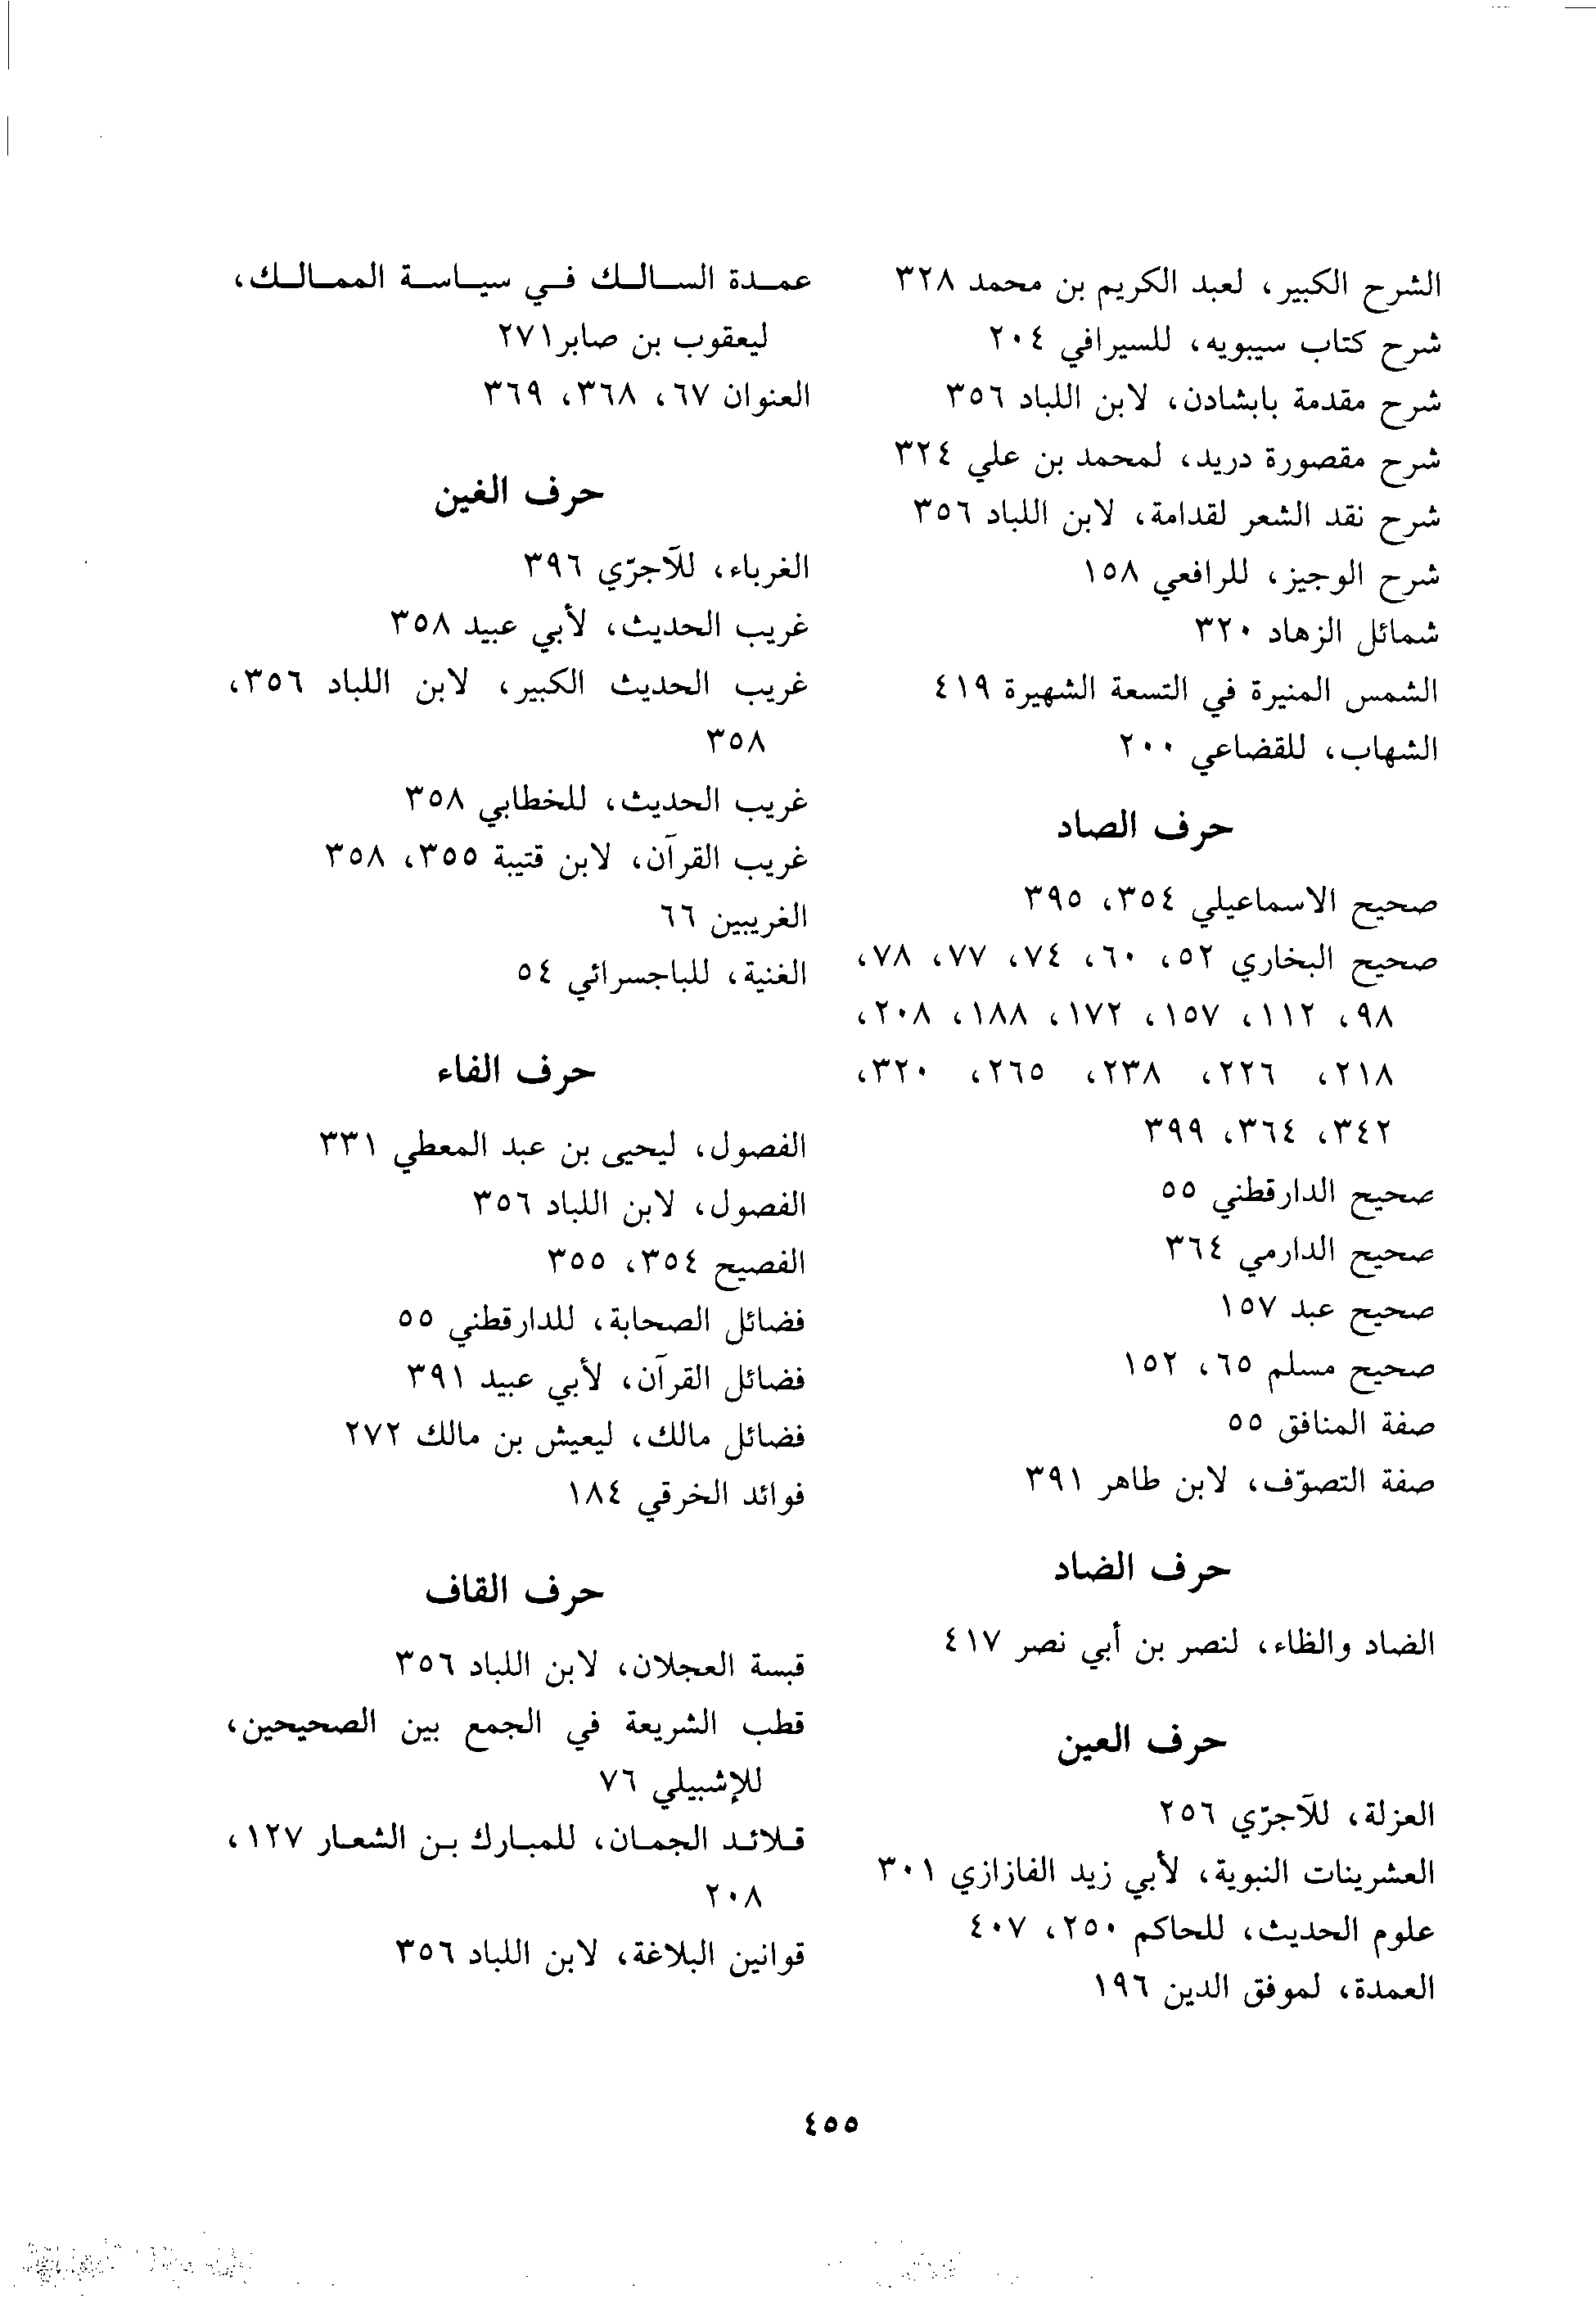 الشرح الكبير، لعبد الكريم بن محمد ٣٢٨
شرح كتاب سيبويه، للسيرافي ٢٠٤
شرح مقدمة بابشادن، لابن اللباد ٣٥٦
شرح مقصورة دريد، لمحمد بن علي ٣٢٤
شرح نقد الشعر لقدامة، لابن اللباد ٣٥٦
شرح الوجيز، للرافعي ١٥٨
شمائل الزهاد ٣٢٠
الشمس المنيرة في التسعة الشهيرة ٤١٩
الشهاب، للقضاعي ٢٠٠
حرف الصاد
صحيح الاسماعيلي ٣٥٤، ٣٩٥
صحيح البخاري ٥٢، ٦٠، ٧٤، ٧٧، ٧٨،
٩٨، ١١٢، ١٥٧، ١٧٢، ١٨٨، ٢٠٨،
٢١٨، ٢٢٦، ٢٣٨، ٢٦٥، ٣٢٠،
٣٤٢، ٣٦٤، ٣٩٩
صحيح الدارقطني ٥٥
صحيح الدارمي ٣٦٤
صحيح عبد ١٥٧
صحيح مسلم ٦٥، ١٥٢
صفة المنافق ٥٥
صفة التصوّف، لابن طاهر ٣٩١
حرف الضاد
الضاد والظاء، لنصر بن أبي نصر ٤١٧
حرف العين
العزلة، للآجرّي ٢٥٦
العشرينات النبوية، لأبي زيد الفازازي ٣٠١
علوم الحديث، للحاكم ٢٥٠، ٤٠٧
العمدة، لموفق الدين ١٩٦
عمدة السالك في سياسة الممالك،
ليعقوب بن صابر٢٧١
العنوان ٦٧، ٣٦٨، ٣٦٩
حرف الغين
الغرباء، للآجرّي ٣٩٦
غريب الحديث، لأبي عبيد ٣٥٨
غريب الحديث الكبير، لابن اللباد ٣٥٦،
٣٥٨
غريب الحديث، للخطابي ٣٥٨
غريب القرآن، لابن قتيبة ٣٥٥، ٣٥٨
الغريبين ٦٦
الغنية، للباجسرائي ٥٤
حرف الفاء
الفصول، ليحيى بن عبد المعطي ٣٣١
الفصول، لابن اللباد ٣٥٦
الفصيح ٣٥٤، ٣٥٥
فضائل الصحابة، للدارقطني ٥٥
فضائل القرآن، لأبي عبيد ٣٩١
فضائل مالك، ليعيش بن مالك ٢٧٢
فوائد الخرقي ١٨٤
حرف القاف
قبسة العجلان، لابن اللباد ٣٥٦
قطب الشريعة في الجمع بين الصحيحين،
للإشبيلي ٧٦
قلائد الجمان، للمبارك بن الشعار ١٢٧،
٢٠٨
قوانين البلاغة، لابن اللباد ٣٥٦
٤٥٥